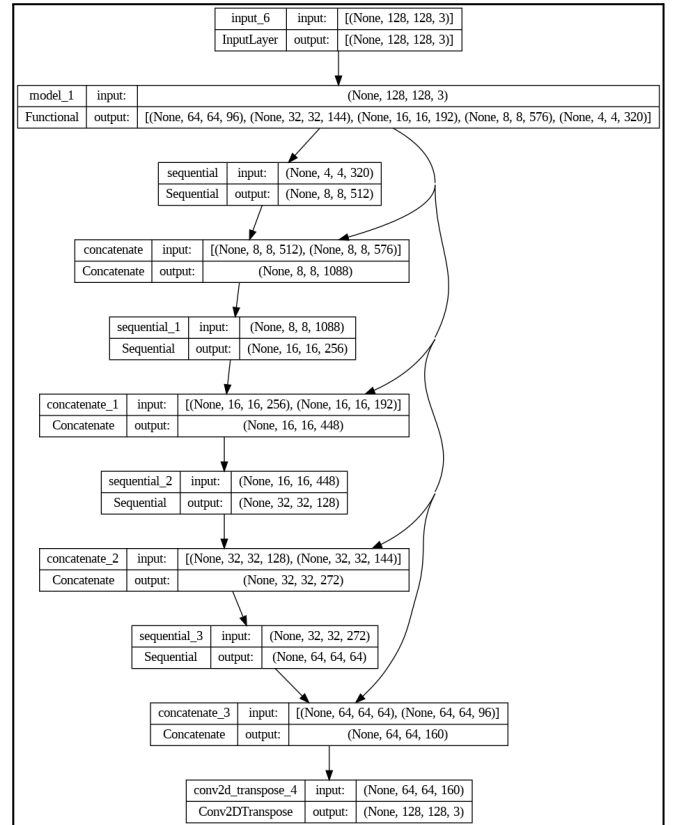 input_6 input: [(None, 128, 128, 3)]
InputLayer output: [(None, 128, 128, 3)]
model_1 input: (None, 128, 128, 3)
Functional output: [(None, 64, 64, 96), (None, 32, 32, 144), (None, 16, 16, 192), (None, 8, 8, 576), (None, 4, 4, 320)]
sequential input: (None, 4, 4, 320)
Sequential output: (None, 8, 8, 512)
concatenate input: [(None, 8, 8, 512), (None, 8, 8, 576)]
Concatenate output: (None, 8, 8, 1088)
sequential_1 input: (None, 8, 8, 1088)
Sequential output: (None, 16, 16, 256)
concatenate_1 input: [(None, 16, 16, 256), (None, 16, 16, 192)]
Concatenate output: (None, 16, 16, 448)
sequential_2 input: (None, 16, 16, 448)
Sequential output: (None, 32, 32, 128)
concatenate_2 input: [(None, 32, 32, 128), (None, 32, 32, 144)]
Concatenate output: (None, 32, 32, 272)
sequential_3 input: (None, 32, 32, 272)
Sequential output: (None, 64, 64, 64)
concatenate_3 input: [(None, 64, 64, 64), (None, 64, 64, 96)]
Concatenate output: (None, 64, 64, 160)
conv2d_transpose_4 input: (None, 64, 64, 160)
Conv2DTranspose output: (None, 128, 128, 3)